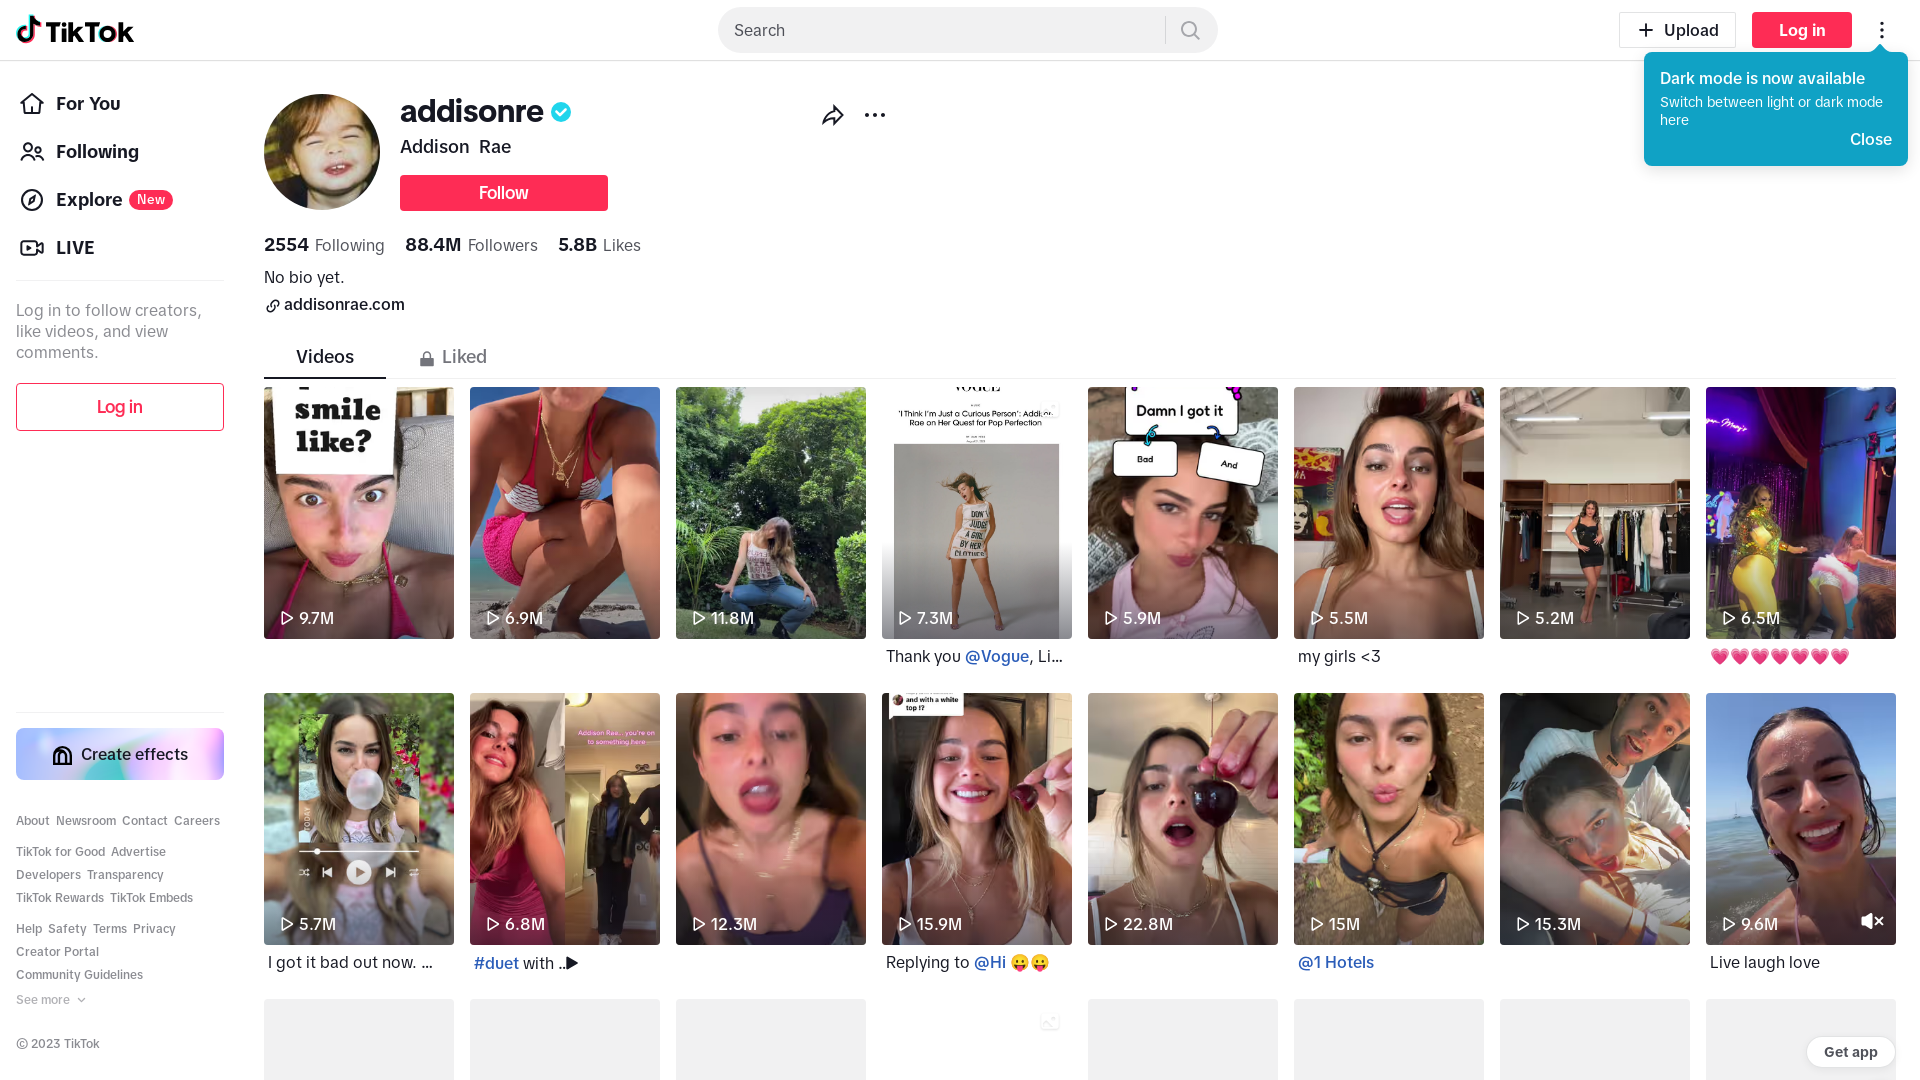 TikTok
Search
Upload
Log in
Dark mode is now available
Switch between light or dark mode
here
Close
For You
Following
Explore New
LIVE
Log in to follow creators,
like videos, and view
comments.
Log in
Create effects
About Newsroom Contact Careers
TikTok for Good Advertise
Developers Transparency
TikTok Rewards TikTok Embeds
Help Safety Terms Privacy
Creator Portal
Community Guidelines
See more
© 2023 TikTok
addisonre
Addison Rae
Follow
2554 Following 88.4M Followers 5.8B Likes
No bio yet.
addisonrae.com
Videos
Liked
smile
like?
9.7M
6.9M
11.8M
VOGUE
'I Think I'm Just a Curious Person': Addison
Rae on Her Quest for Pop Perfection
DON'T
JUDGE
A GIRL
BY HER
CLOTHES
7.3M
Thank you @Vogue, Li...
Damn I got it
Bad
And
5.9M
5.5M
my girls <3
5.2M
6.5M
💗💗💗💗💗💗💗
5.7M
I got it bad out now. ...
Addison Rae... you're on
to something here
6.8M
#duet with ...
12.3M
and with a white
top !?
15.9M
Replying to @Hi 😛😛
22.8M
15M
@1 Hotels
15.3M
9.6M
Live laugh love
Get app